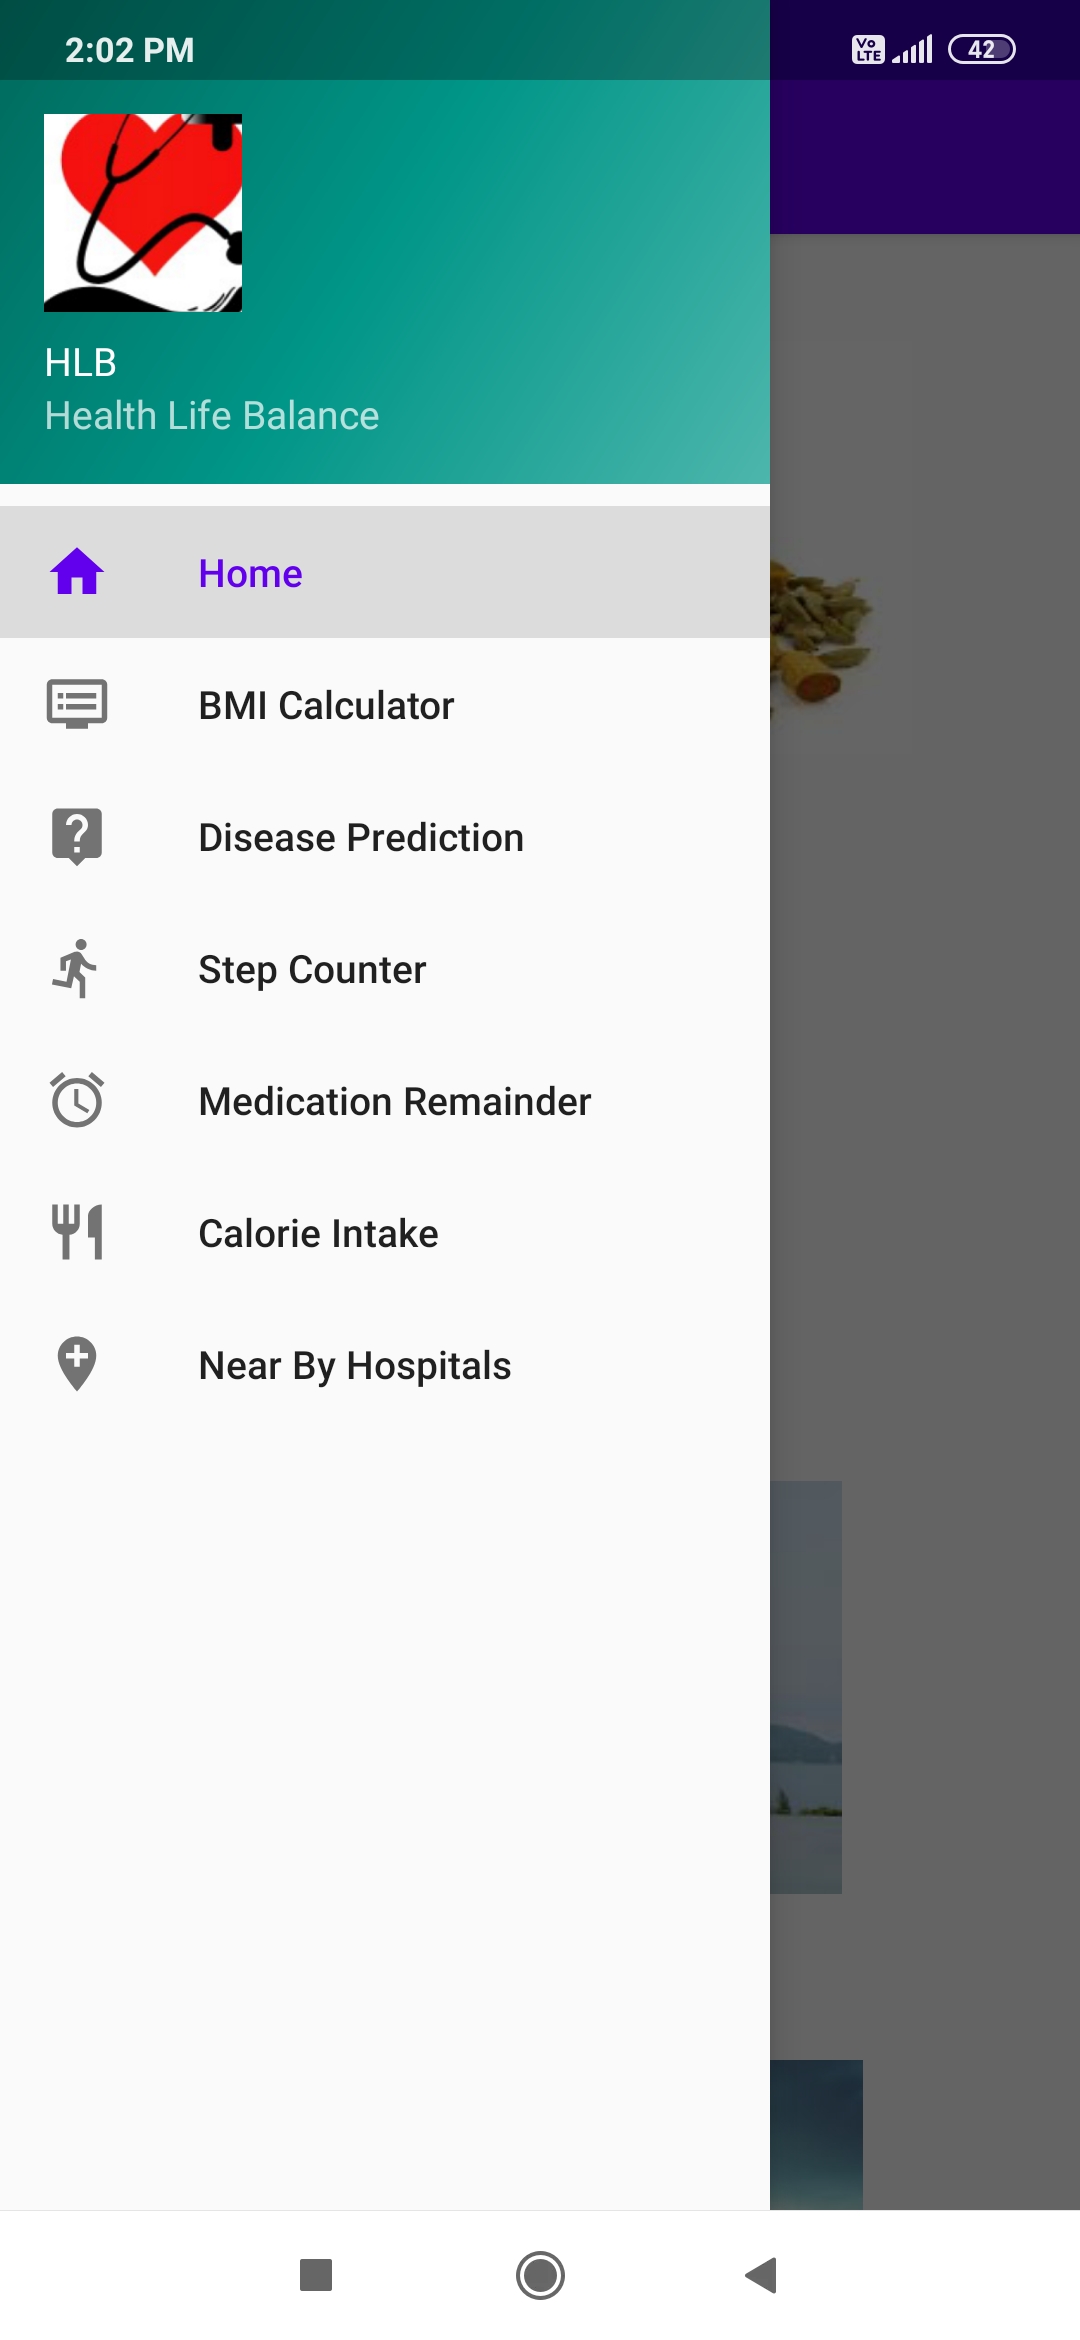 2:02 PM
Vo LTE
42
HLB
Health Life Balance
Home
BMI Calculator
Disease Prediction
Step Counter
Medication Remainder
Calorie Intake
Near By Hospitals